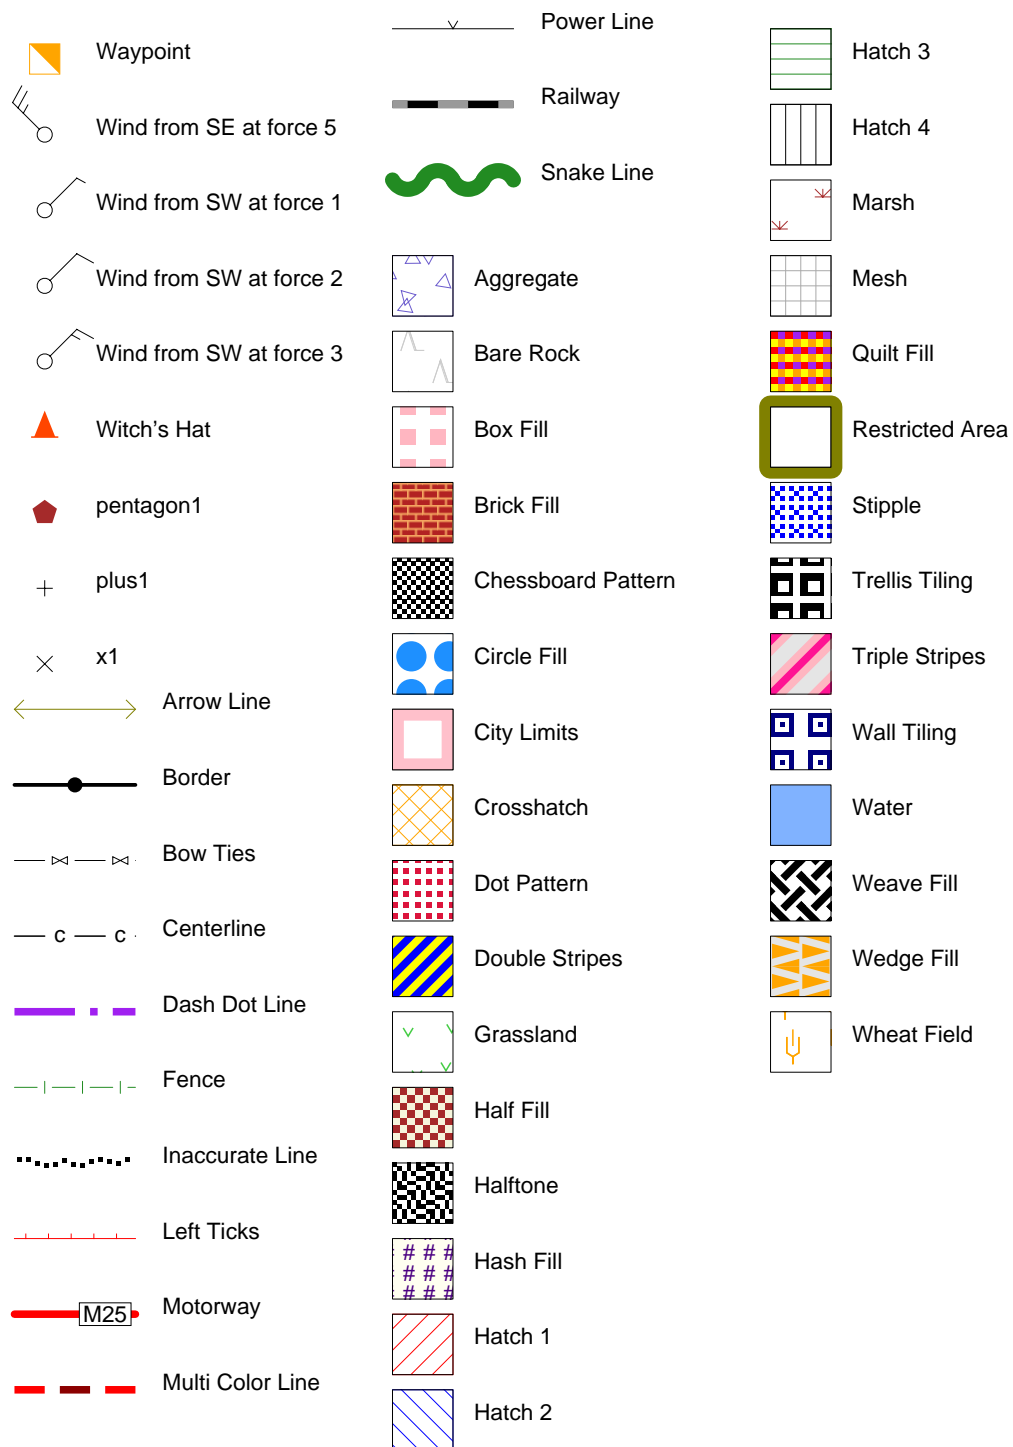 Waypoint
Wind from SE at force 5
Wind from SW at force 1
Wind from SW at force 2
Wind from SW at force 3
Witch's Hat
pentagon1
plus1
x1
Arrow Line
Border
Bow Ties
c c Centerline
Dash Dot Line
Fence
Inaccurate Line
Left Ticks
M25 Motorway
Multi Color Line
Power Line
Railway
Snake Line
Aggregate
Bare Rock
Box Fill
Brick Fill
Chessboard Pattern
Circle Fill
City Limits
Crosshatch
Dot Pattern
Double Stripes
Grassland
Half Fill
Halftone
Hash Fill
Hatch 1
Hatch 2
Hatch 3
Hatch 4
Marsh
Mesh
Quilt Fill
Restricted Area
Stipple
Trellis Tiling
Triple Stripes
Wall Tiling
Water
Weave Fill
Wedge Fill
Wheat Field